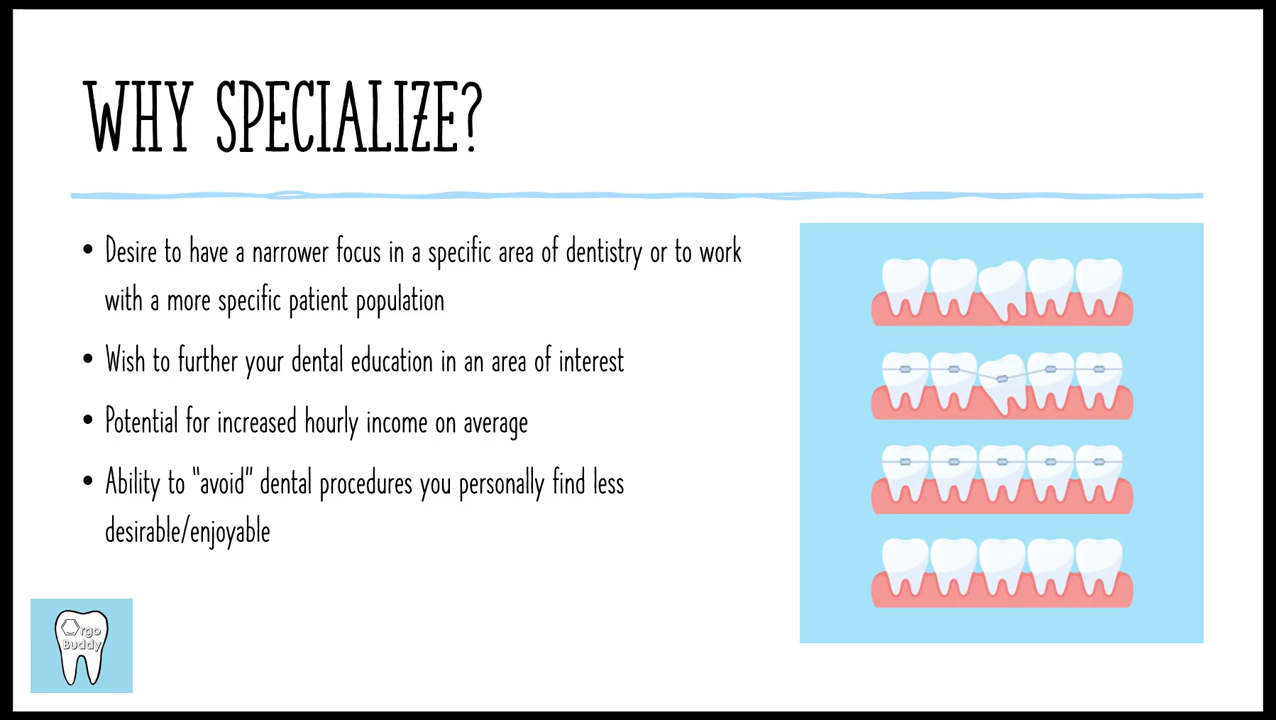 WHY SPECIALIZE?
• Desire to have a narrower focus in a specific area of dentistry or to work
with a more specific patient population
• Wish to further your dental education in an area of interest
• Potential for increased hourly income on average
• Ability to "avoid" dental procedures you personally find less
desirable/enjoyable
Orgo
Buddy